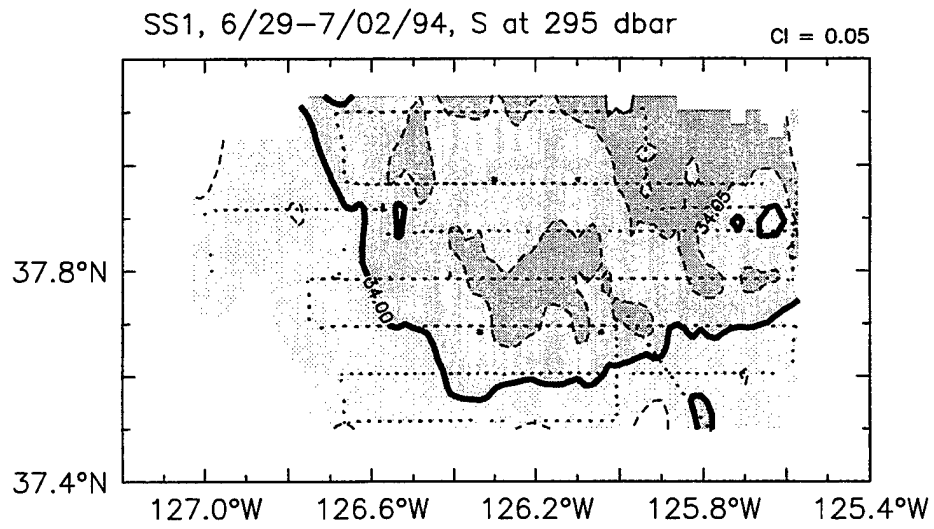 SS1, 6/29–7/02/94, S at 295 dbar
CI = 0.05
34.05
37.8°N
34.00
37.4°N
127.0°W 126.6°W 126.2°W 125.8°W 125.4°W